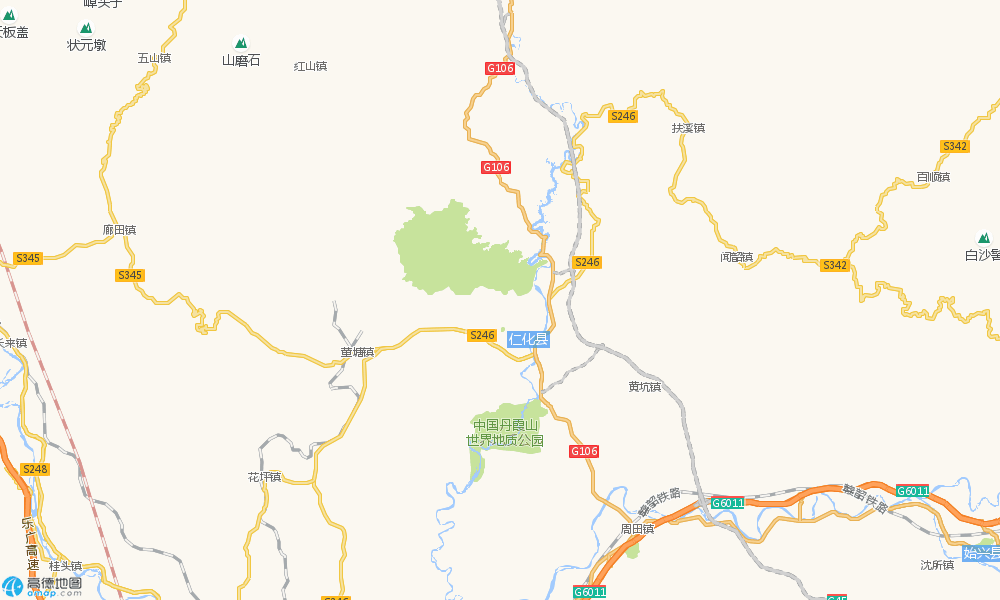 嶂头子
天板盖
状元墩
五山镇
山磨石
红山镇
G106
S246
扶溪镇
S342
G106
百顺镇
廊田镇
白沙
S345
S345
闻韶镇
S342
S246
S246
仁化县
长来镇
董塘镇
黄坑镇
中国丹霞山
世界地质公园
G106
S248
花坪镇
赣韶铁路
G6011
赣韶铁路
G6011
乐广高速
周田镇
始兴县
桂头镇
沈所镇
高德地图
amap.com
G6011
S246
G45